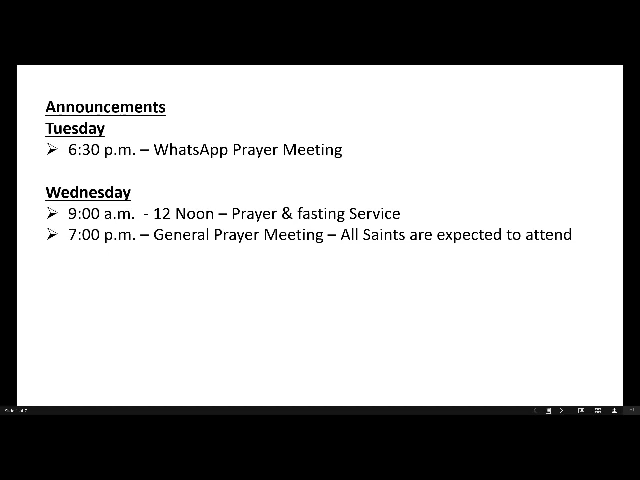 Announcements
Tuesday
➢ 6:30 p.m. – WhatsApp Prayer Meeting
Wednesday
➢ 9:00 a.m.  - 12 Noon – Prayer & fasting Service
➢ 7:00 p.m. – General Prayer Meeting – All Saints are expected to attend